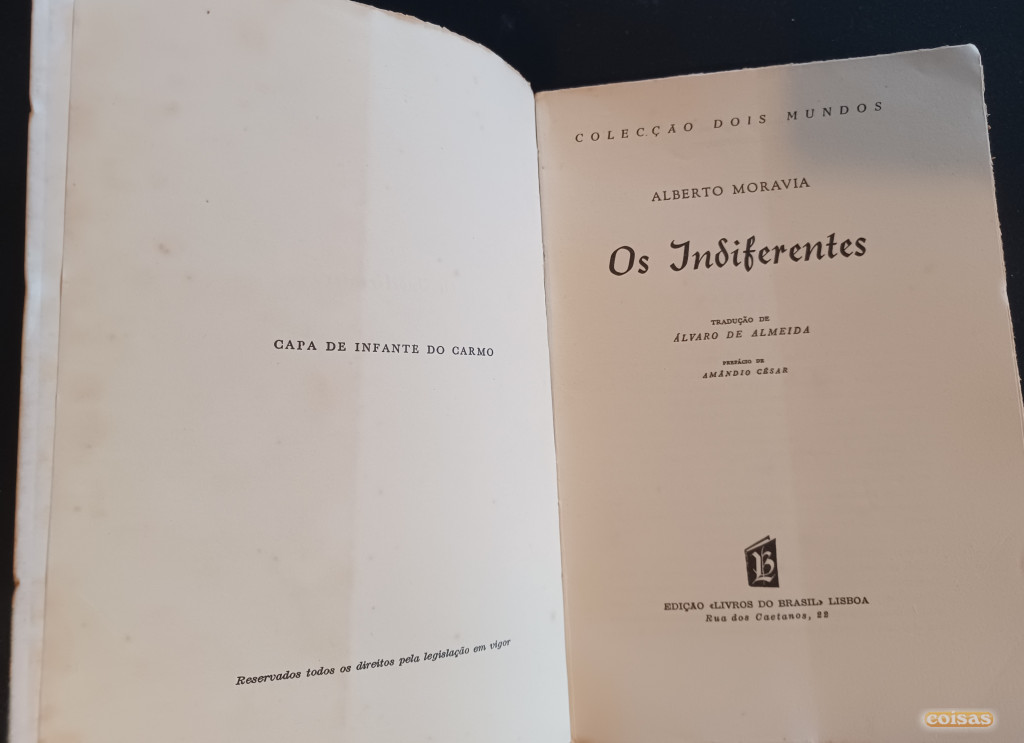 CAPA DE INFANTE DO CARMO
Reservados todos os direitos pela legislação em vigor
COLECÇÃO DOIS MUNDOS
ALBERTO MORAVIA
Os Indiferentes
TRADUÇÃO DE
ÁLVARO DE ALMEIDA
PREFÁCIO DE
AMÂNDIO CÉSAR
LB
EDIÇÃO «LIVROS DO BRASIL» LISBOA
Rua dos Caetanos, 22
coisas